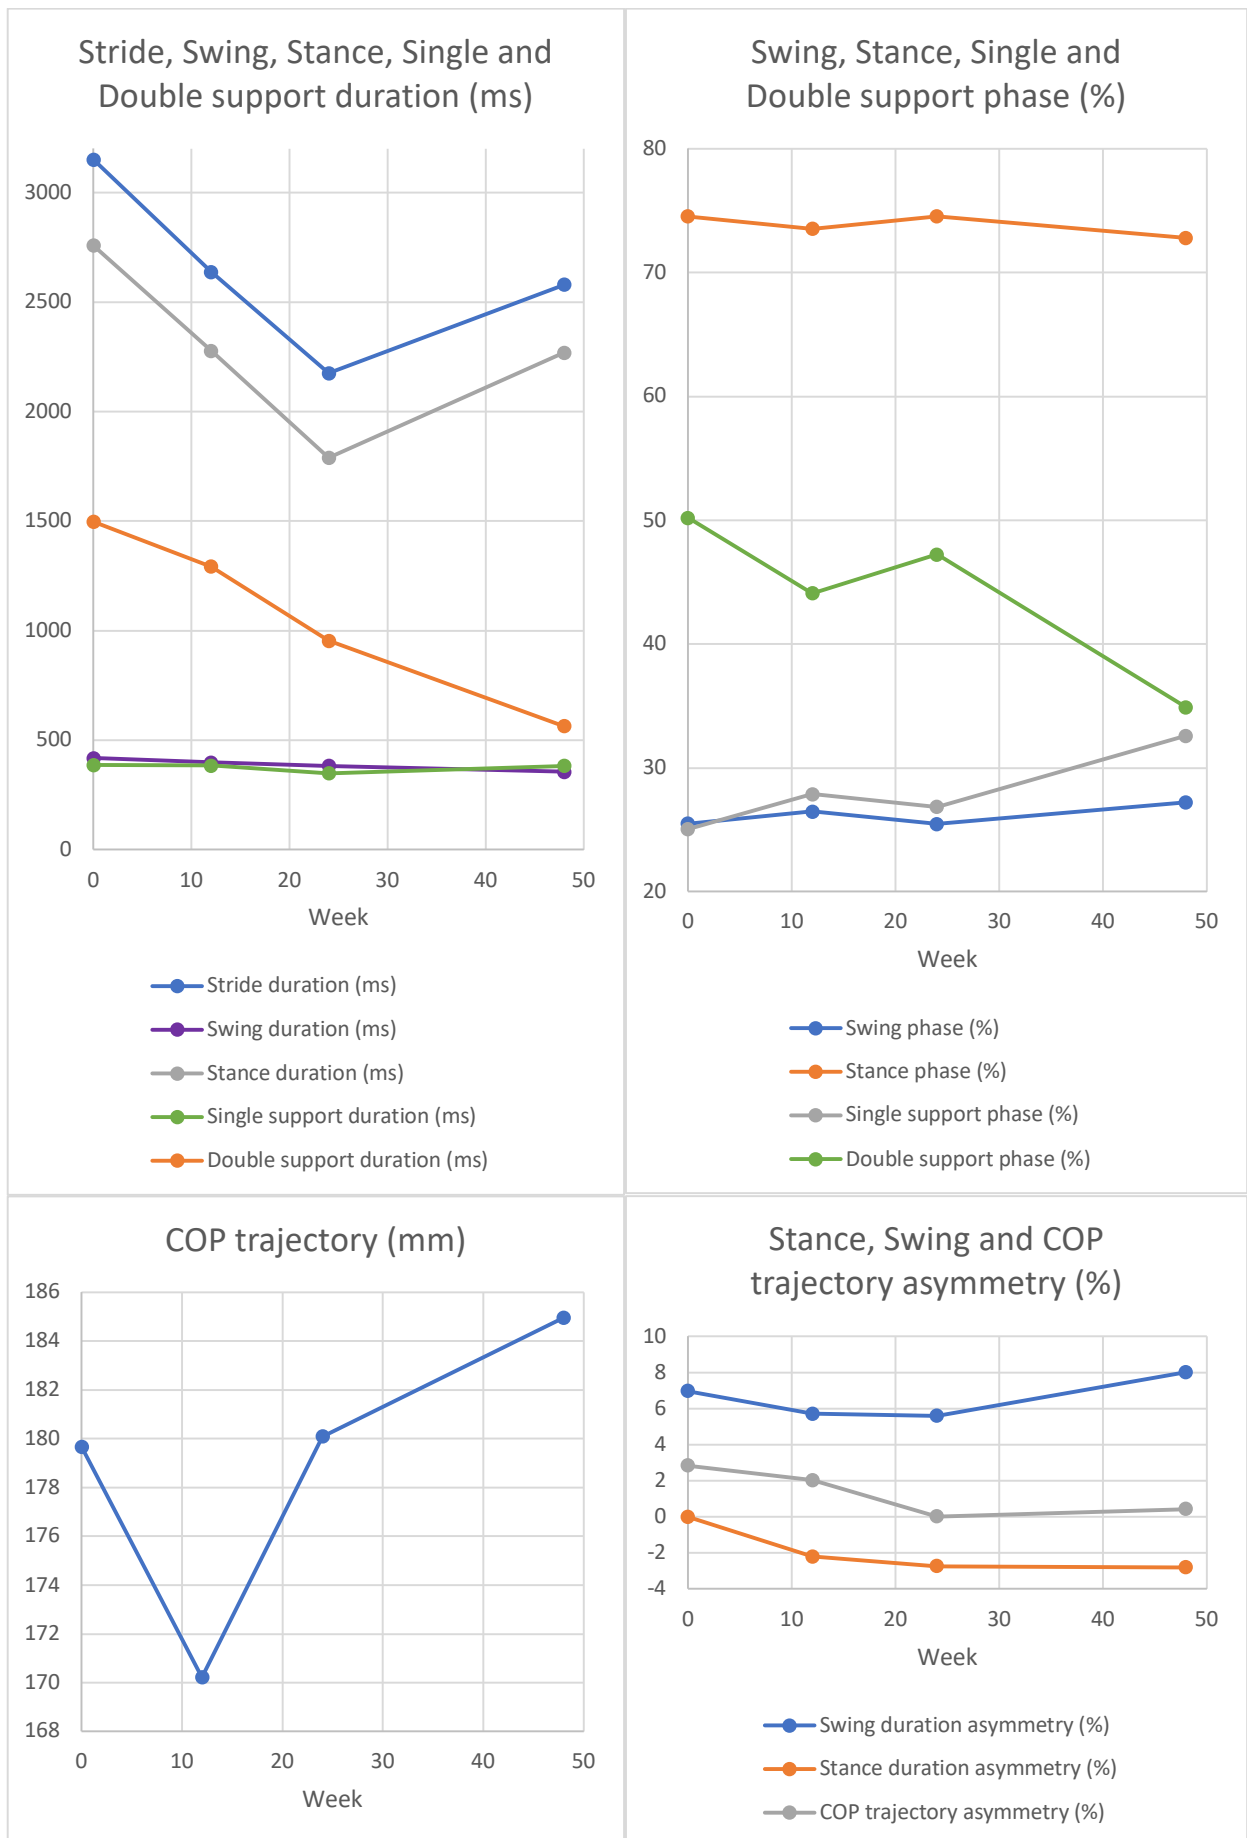 Stride, Swing, Stance, Single and
Double support duration (ms)
3000
2500
2000
1500
1000
500
0
0 10 20 30 40 50
Week
Stride duration (ms)
Swing duration (ms)
Stance duration (ms)
Single support duration (ms)
Double support duration (ms)
Swing, Stance, Single and
Double support phase (%)
80
70
60
50
40
30
20
0 10 20 30 40 50
Week
Swing phase (%)
Stance phase (%)
Single support phase (%)
Double support phase (%)
COP trajectory (mm)
186
184
182
180
178
176
174
172
170
168
0 10 20 30 40 50
Week
Stance, Swing and COP
trajectory asymmetry (%)
10
8
6
4
2
0
-2
-4
0 10 20 30 40 50
Week
Swing duration asymmetry (%)
Stance duration asymmetry (%)
COP trajectory asymmetry (%)